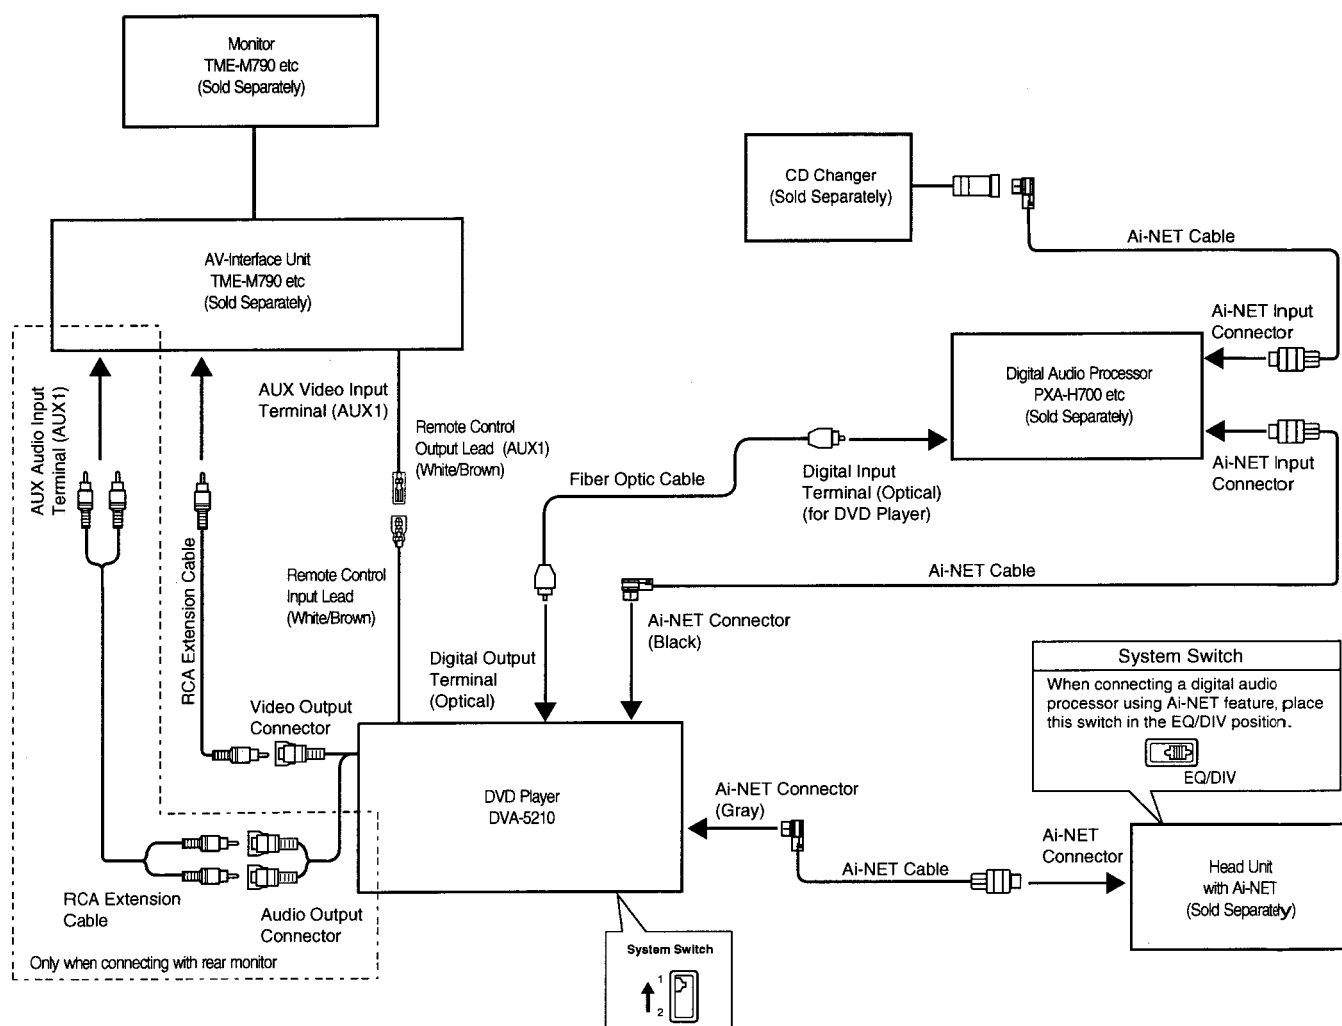 Monitor
TME-M790 etc
(Sold Separately)
CD Changer
(Sold Separately)
Ai-NET Cable
AV-Interface Unit
TME-M790 etc
(Sold Separately)
Ai-NET Input
Connector
Digital Audio Processor
PXA-H700 etc
(Sold Separately)
Ai-NET Input
Connector
AUX Audio Input
Terminal (AUX1)
AUX Video Input
Terminal (AUX1)
Remote Control
Output Lead (AUX1)
(White/Brown)
Fiber Optic Cable
Digital Input
Terminal (Optical)
(for DVD Player)
RCA Extension Cable
Remote Control
Input Lead
(White/Brown)
Ai-NET Cable
Ai-NET Connector
(Black)
Digital Output
Terminal
(Optical)
System Switch
When connecting a digital audio
processor using Ai-NET feature, place
this switch in the EQ/DIV position.
EQ/DIV
Video Output
Connector
DVD Player
DVA-5210
Ai-NET Connector
(Gray)
Ai-NET Cable
Ai-NET
Connector
Head Unit
with Ai-NET
(Sold Separately)
RCA Extension
Cable
Audio Output
Connector
Only when connecting with rear monitor
System Switch
1
2